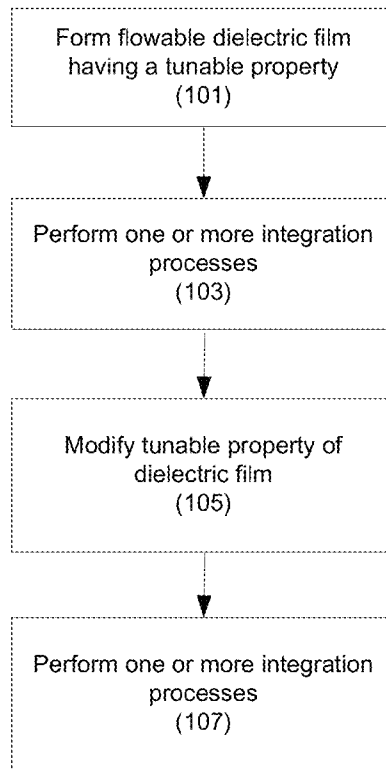 Form flowable dielectric film
having a tunable property
(101)
Perform one or more integration
processes
(103)
Modify tunable property of
dielectric film
(105)
Perform one or more integration
processes
(107)